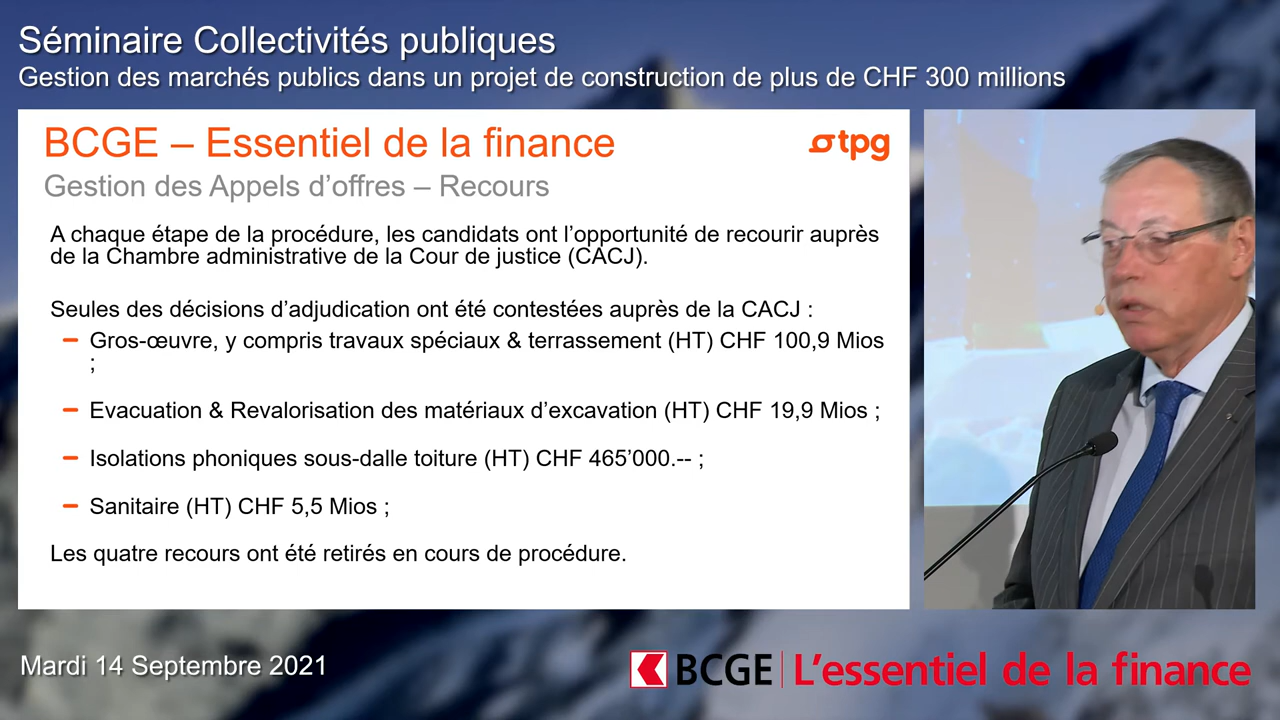 Séminaire Collectivités publiques
Gestion des marchés publics dans un projet de construction de plus de CHF 300 millions
BCGE – Essentiel de la finance
tpg
Gestion des Appels d’offres – Recours
A chaque étape de la procédure, les candidats ont l’opportunité de recourir auprès
de la Chambre administrative de la Cour de justice (CACJ).
Seules des décisions d’adjudication ont été contestées auprès de la CACJ :
– Gros-œuvre, y compris travaux spéciaux & terrassement (HT) CHF 100,9 Mios
;
– Evacuation & Revalorisation des matériaux d’excavation (HT) CHF 19,9 Mios ;
– Isolations phoniques sous-dalle toiture (HT) CHF 465’000.-- ;
– Sanitaire (HT) CHF 5,5 Mios ;
Les quatre recours ont été retirés en cours de procédure.
Mardi 14 Septembre 2021
BCGE | L’essentiel de la finance